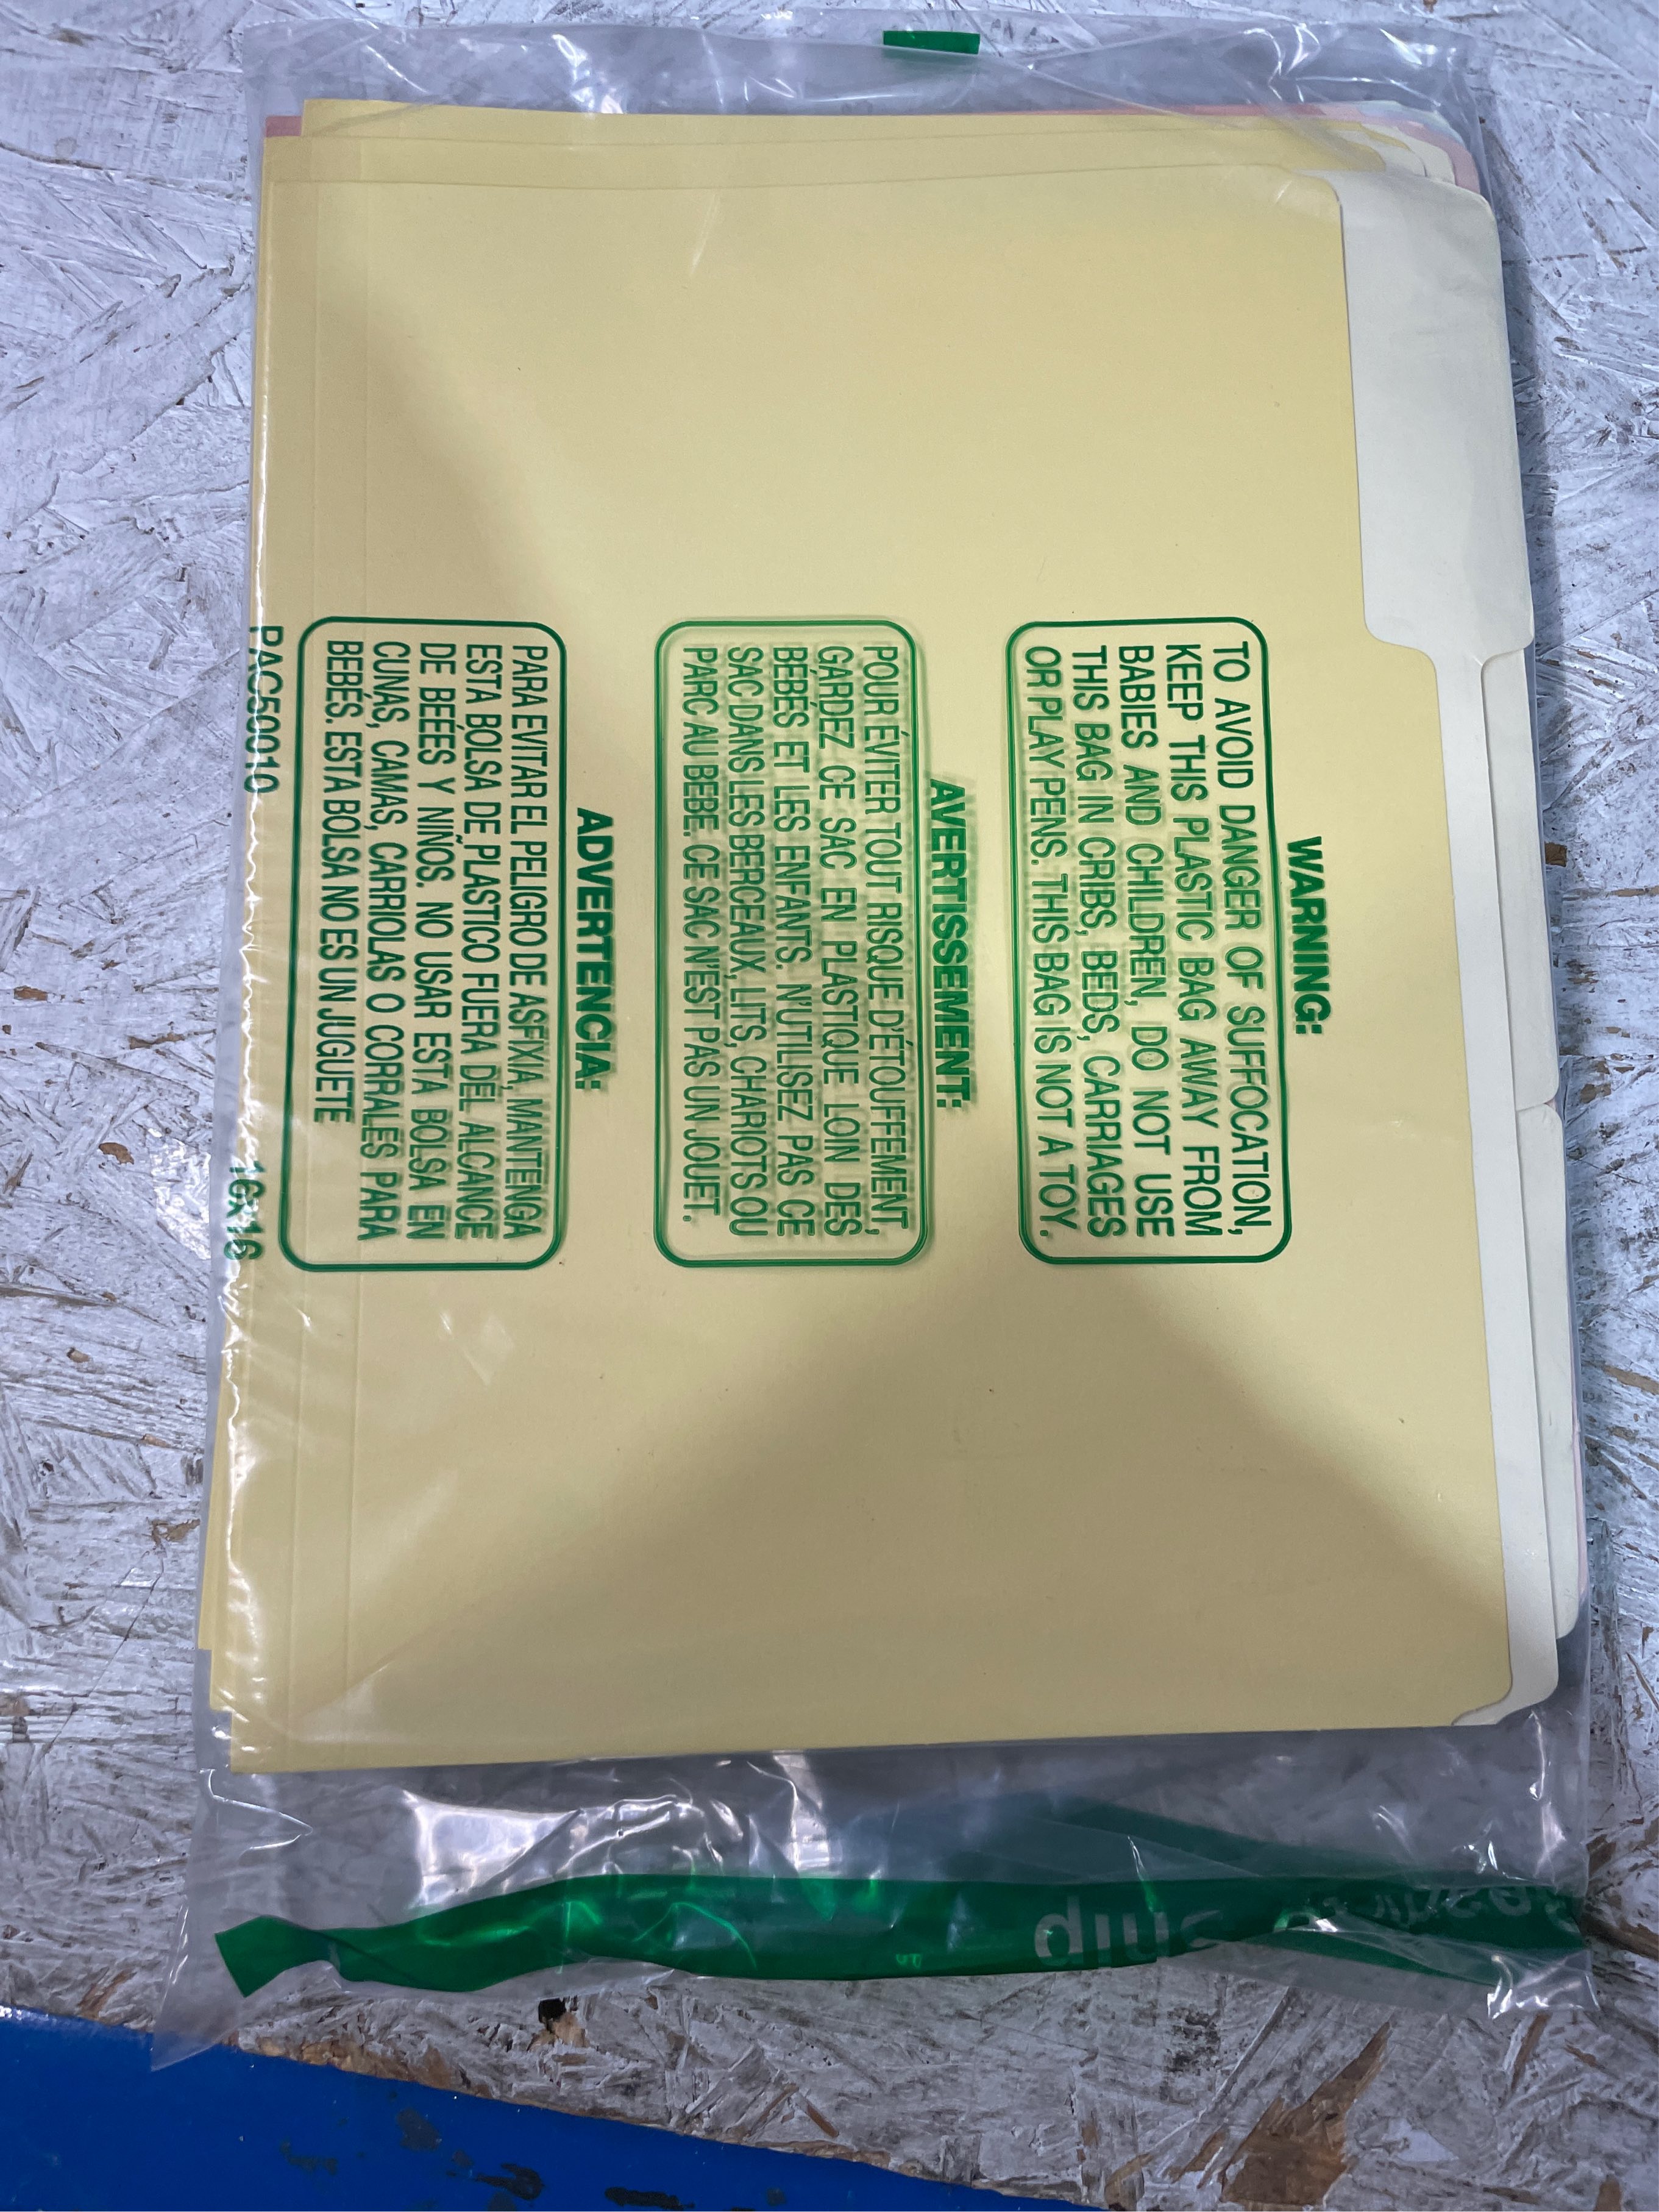 WARNING:
TO AVOID DANGER OF SUFFOCATION,
KEEP THIS PLASTIC BAG AWAY FROM
BABIES AND CHILDREN, DO NOT USE
THIS BAG IN CRIBS, BEDS, CARRIAGES
OR PLAY PENS. THIS BAG IS NOT A TOY.
AVERTISSEMENT:
POUR ÉVITER TOUT RISQUE D'ÉTOUFFEMENT,
GARDEZ CE SAC EN PLASTIQUE LOIN DES
BÉBÉS ET LES ENFANTS. N'UTILISEZ PAS CE
SAC DANS LES BERCEAUX, LITS, CHARIOTS OU
PARC AU BEBE. CE SAC N'EST PAS UN JOUET.
ADVERTENCIA:
PARA EVITAR EL PELIGRO DE ASFIXIA, MANTENGA
ESTA BOLSA DE PLASTICO FUERA DEL ALCANCE
DE BEÉES Y NIÑOS. NO USAR ESTA BOLSA EN
CUNAS, CAMAS, CARRIOLAS O CORRALES PARA
BEBÉS. ESTA BOLSA NO ES UN JUGUETE
PAC50010 16X16